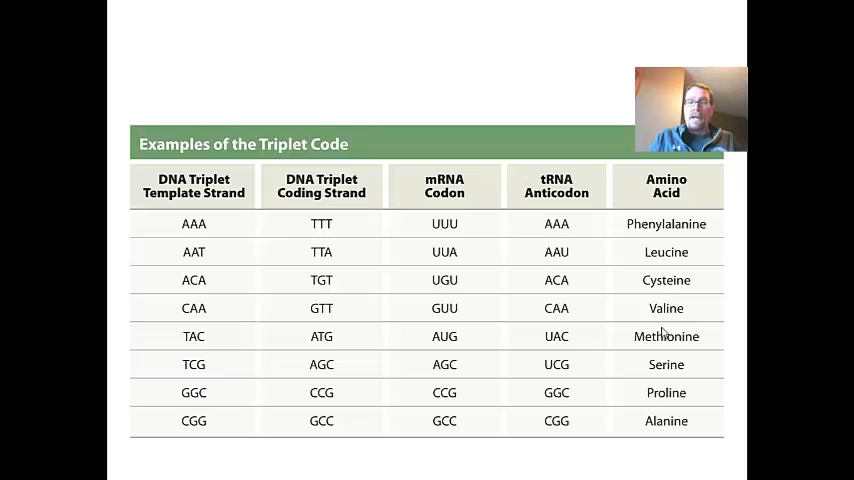 Examples of the Triplet Code
DNA Triplet Template Strand DNA Triplet Coding Strand mRNA Codon tRNA Anticodon Amino Acid
AAA TTT UUU AAA Phenylalanine
AAT TTA UUA AAU Leucine
ACA TGT UGU ACA Cysteine
CAA GTT GUU CAA Valine
TAC ATG AUG UAC Methionine
TCG AGC AGC UCG Serine
GGC CCG CCG GGC Proline
CGG GCC GCC CGG Alanine